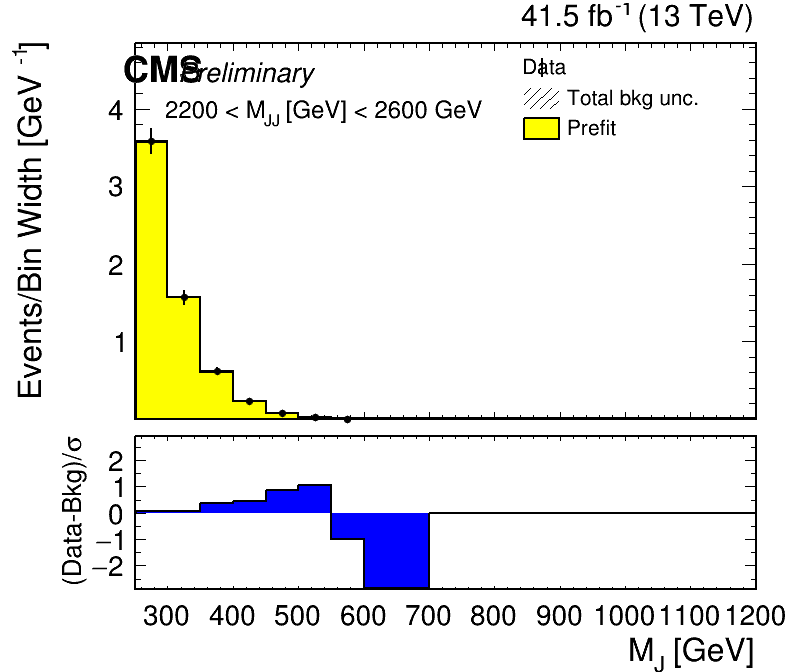 41.5 fb⁻¹ (13 TeV)
CMS Preliminary
2200 < M_JJ [GeV] < 2600 GeV
Data
Total bkg unc.
Prefit
Events/Bin Width [GeV⁻¹]
4
3
2
1
(Data-Bkg)/σ
2
1
0
−1
−2
300 400 500 600 700 800 900 1000 1100 1200
M_J [GeV]